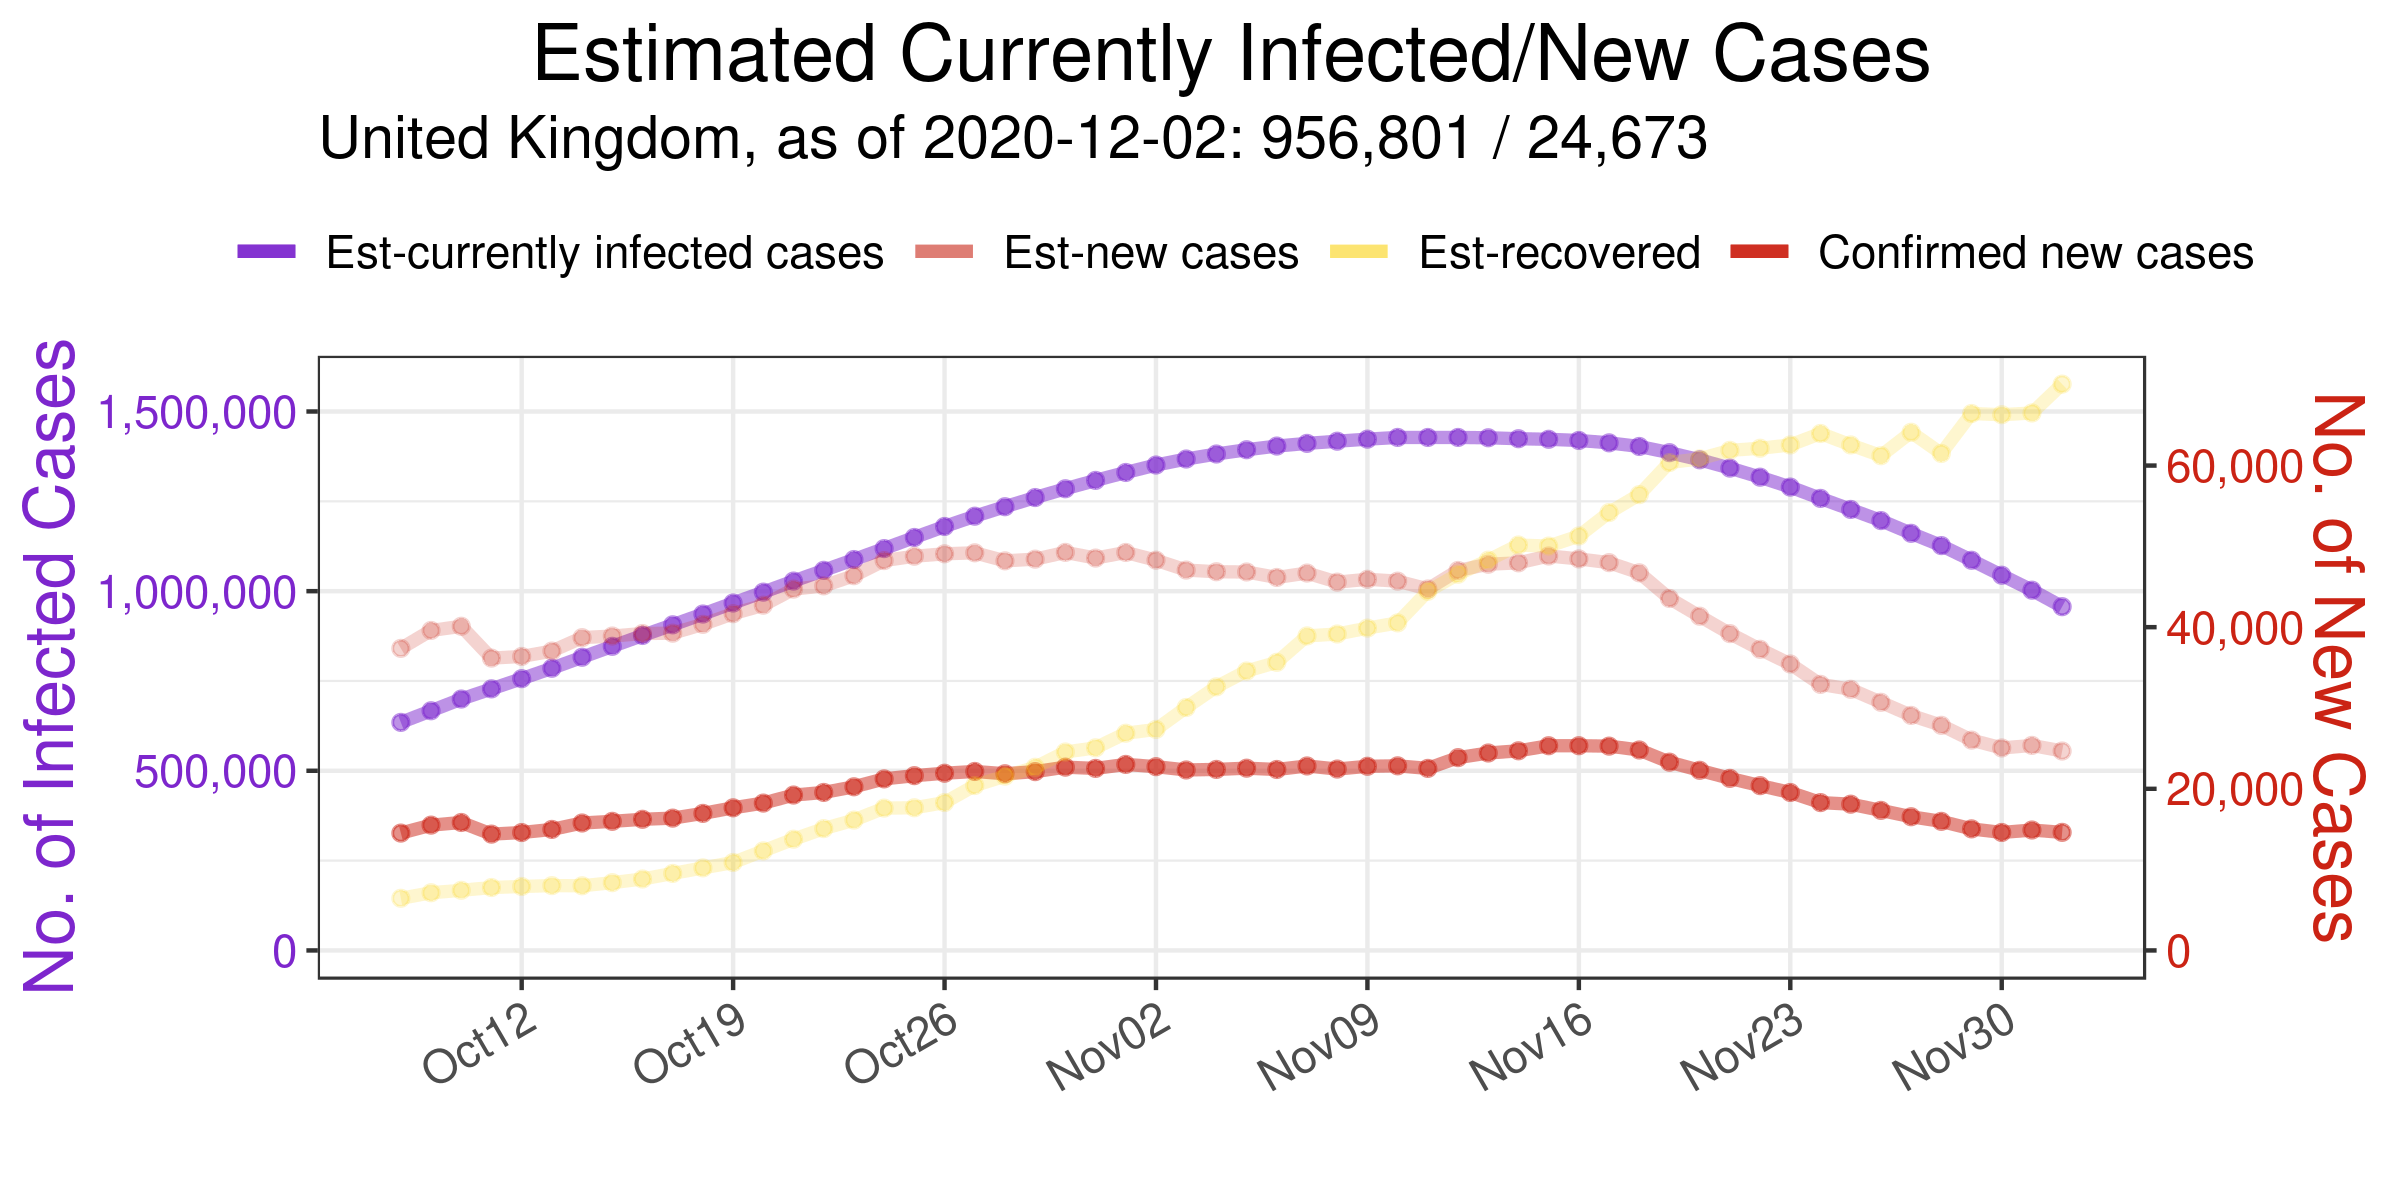 Estimated Currently Infected/New Cases
United Kingdom, as of 2020-12-02: 956,801 / 24,673
Est-currently infected cases Est-new cases Est-recovered Confirmed new cases
No. of Infected Cases
1,500,000
1,000,000
500,000
0
60,000
40,000
20,000
0
No. of New Cases
Oct12 Oct19 Oct26 Nov02 Nov09 Nov16 Nov23 Nov30